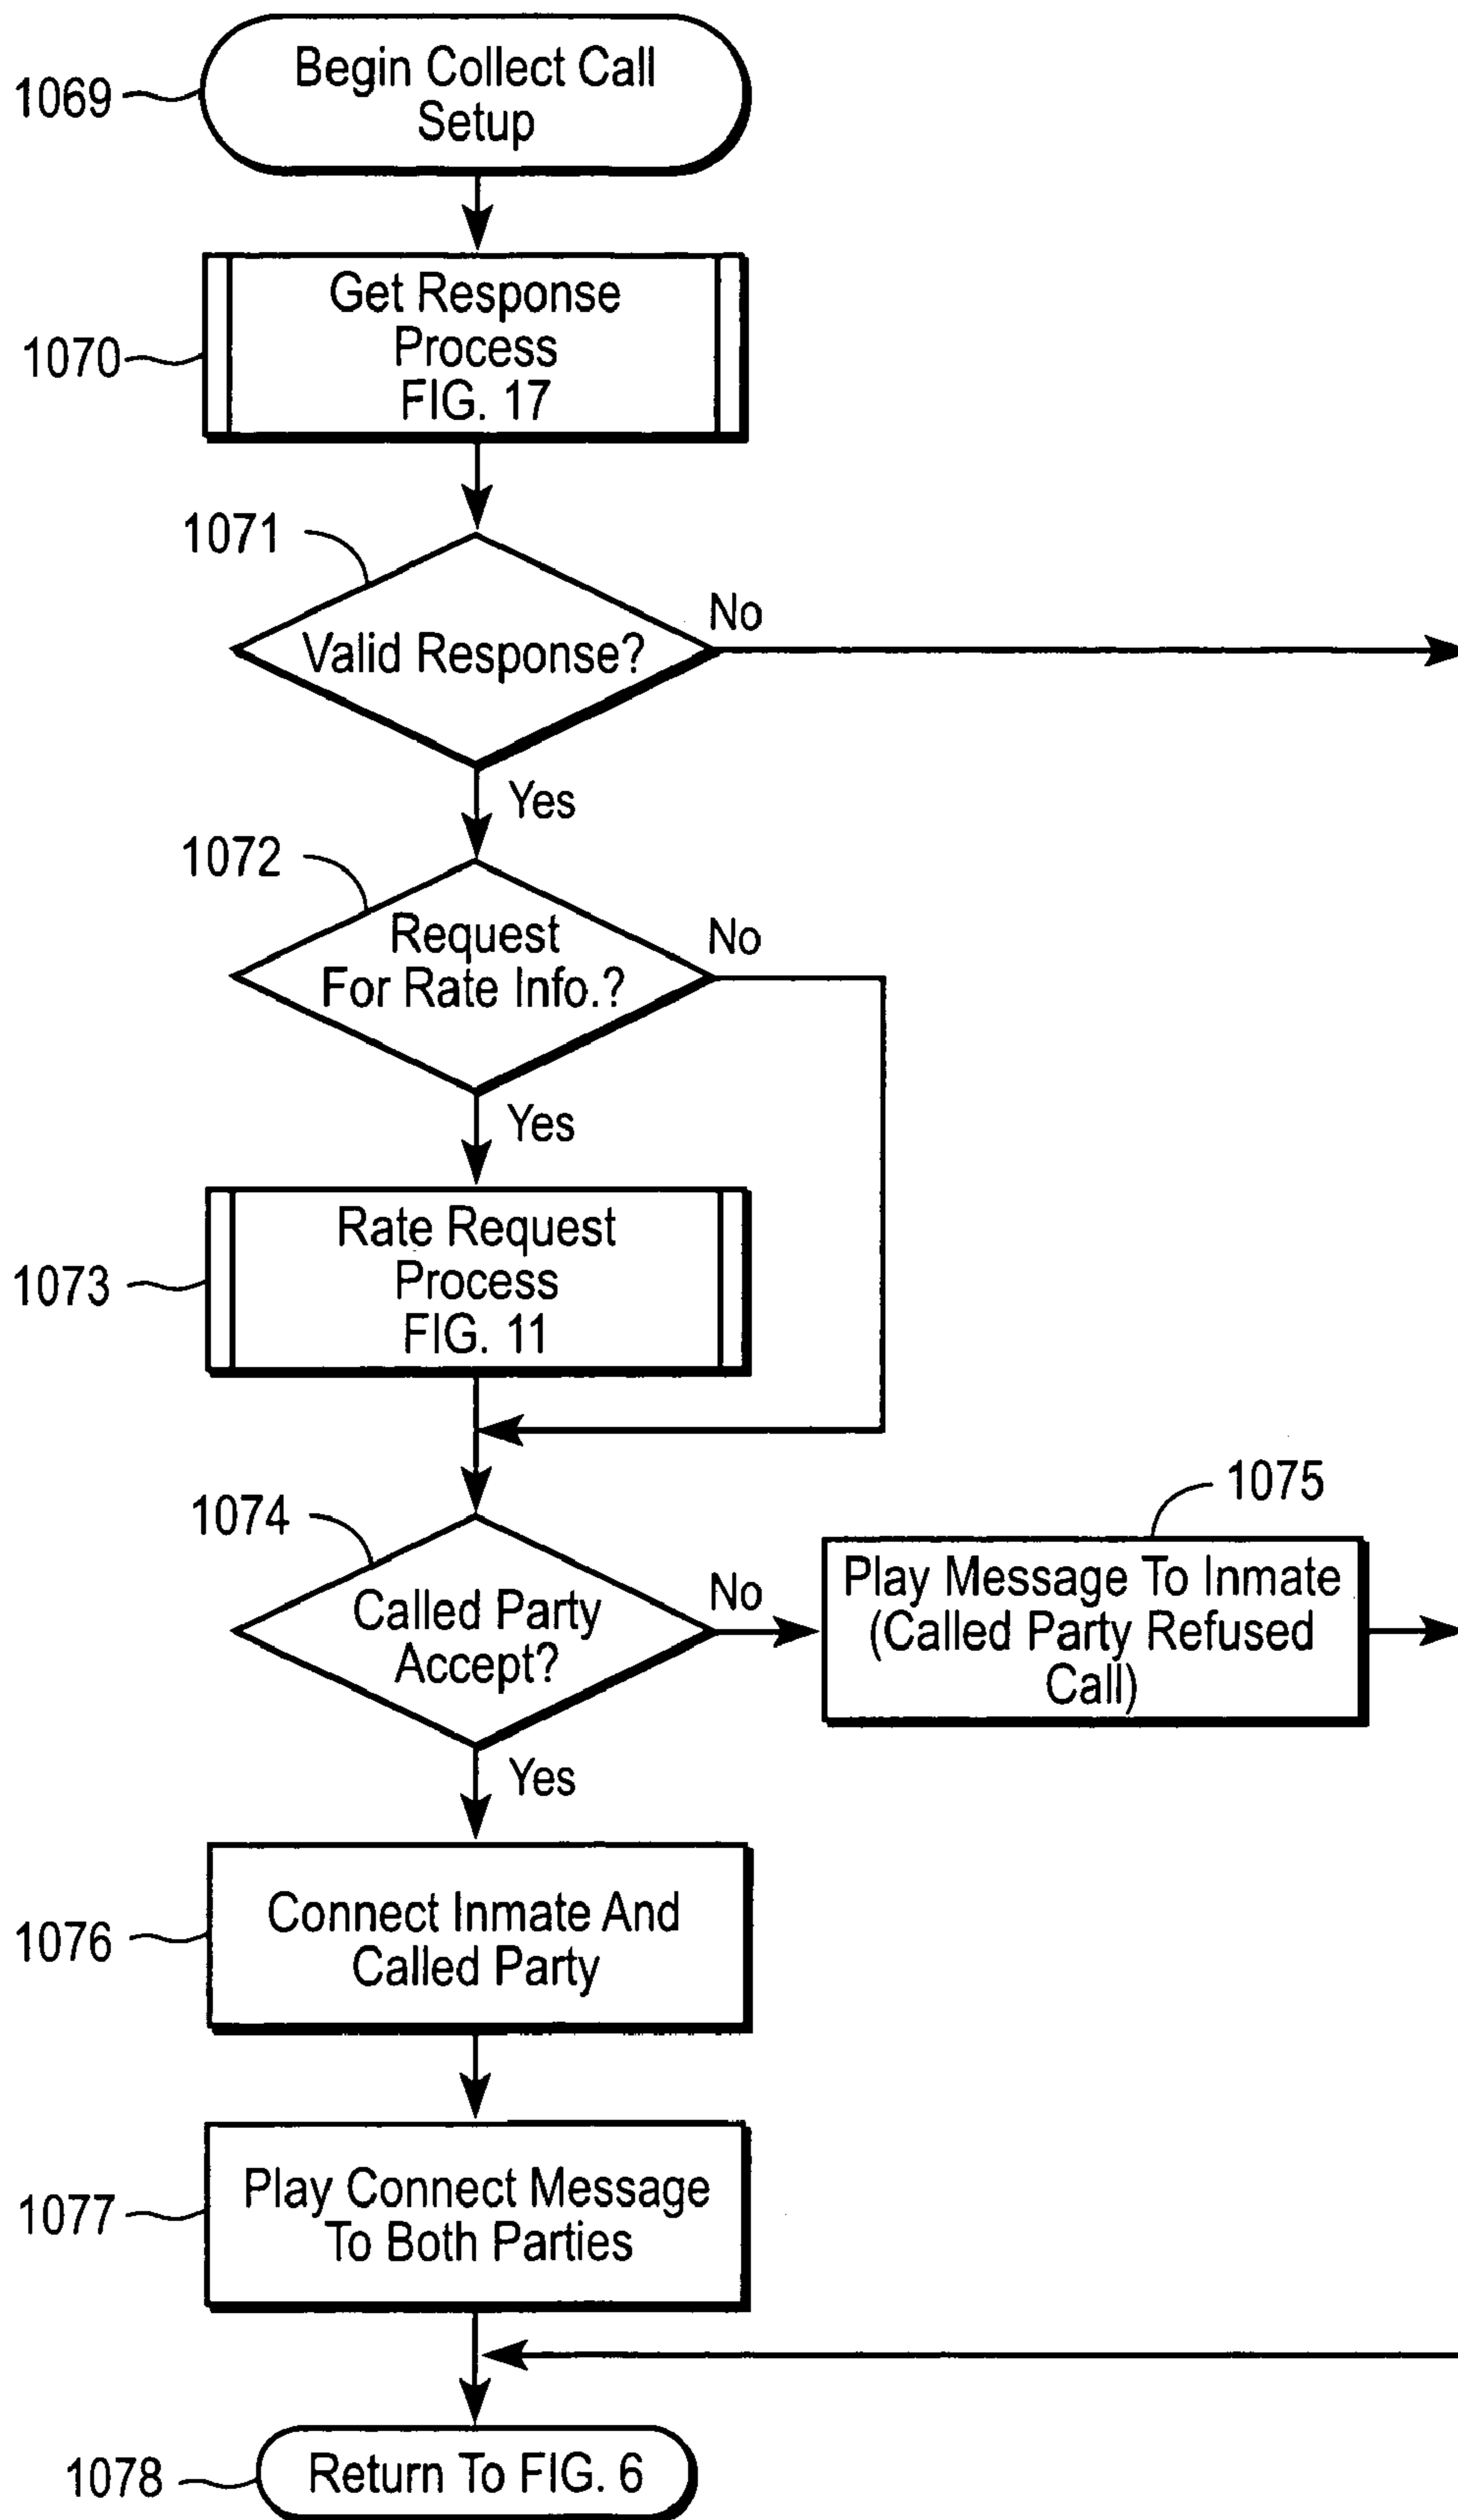 Begin Collect Call
Setup
1069
Get Response
Process
FIG. 17
1070
1071
Valid Response?
No
Yes
1072
Request
For Rate Info.?
No
Yes
Rate Request
Process
FIG. 11
1073
1074
Called Party
Accept?
No
1075
Play Message To Inmate
(Called Party Refused
Call)
Yes
Connect Inmate And
Called Party
1076
Play Connect Message
To Both Parties
1077
Return To FIG. 6
1078